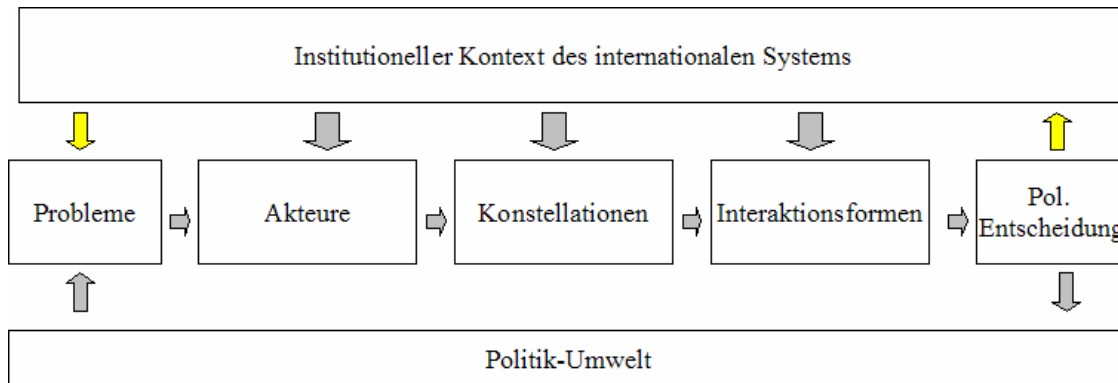 Institutioneller Kontext des internationalen Systems
Probleme
Akteure
Konstellationen
Interaktionsformen
Pol.
Entscheidung
Politik-Umwelt